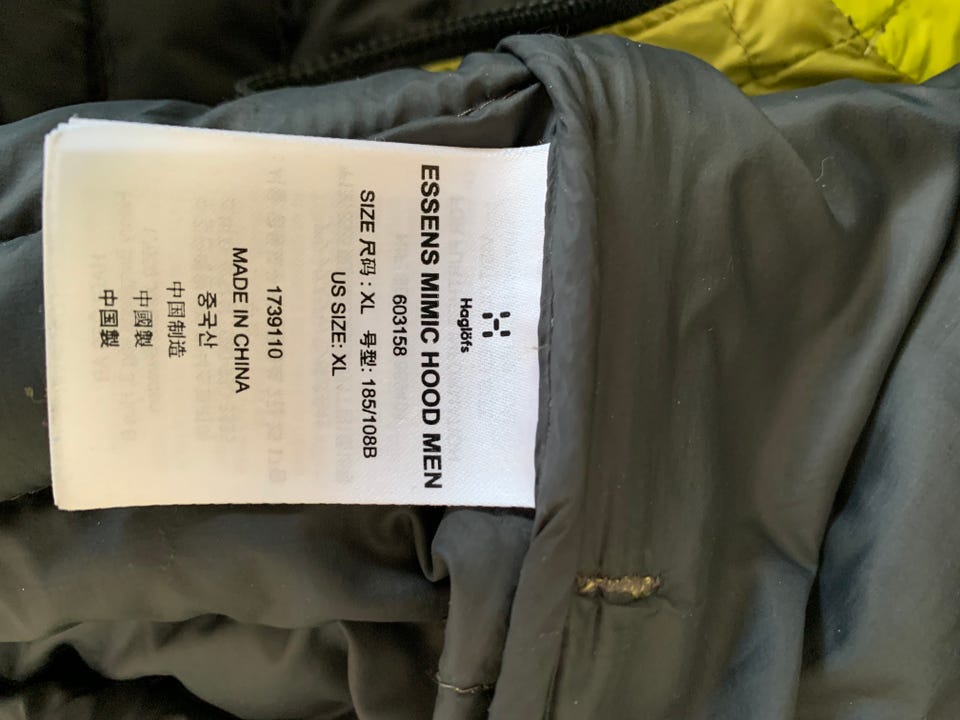 Haglöfs
ESSENS MIMIC HOOD MEN
603158
SIZE 尺码 : XL 号型: 185/108B
US SIZE: XL
1739110
MADE IN CHINA
중국산
中国制造
中國製
中国製